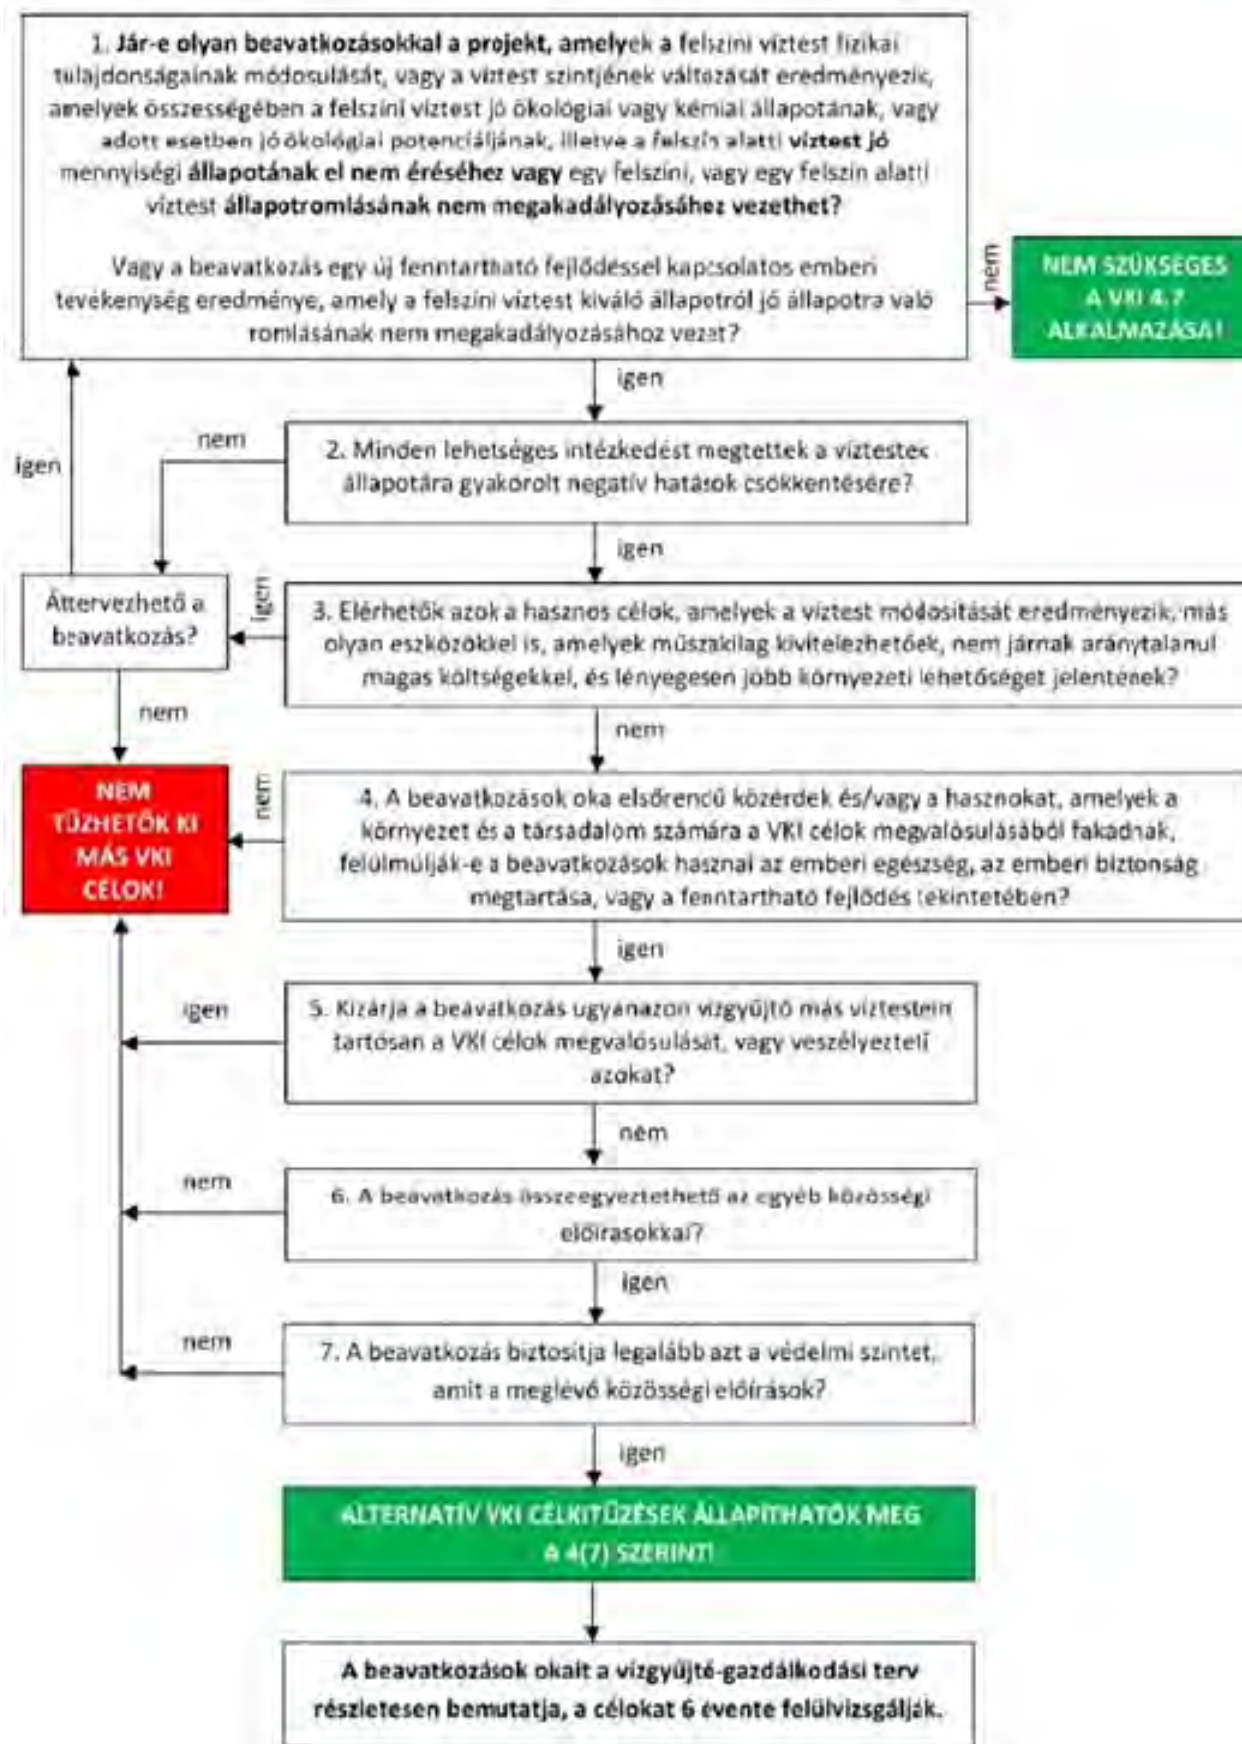 1. Jár-e olyan beavatkozásokkal a projekt, amelyek a felszíni víztest fizikai
tulajdonságainak módosulását, vagy a víztest szintjének változását eredményezik,
amelyek összességében a felszíni víztest jó ökológiai vagy kémiai állapotának, vagy
adott esetben jó ökológiai potenciáljának, illetve a felszín alatti víztest jó
mennyiségi állapotának el nem éréséhez vagy egy felszíni, vagy egy felszín alatti
víztest állapotromlásának nem megakadályozásához vezethet?
Vagy a beavatkozás egy új fenntartható fejlődéssel kapcsolatos emberi
tevékenység eredménye, amely a felszíni víztest kiváló állapotról jó állapotra való
romlásának nem megakadályozásához vezet?
nem
NEM SZÜKSÉGES
A VKI 4.7
ALKALMAZÁSA!
igen
igen
nem
2. Minden lehetséges intézkedést megtettek a víztestek
állapotára gyakorolt negatív hatások csökkentésére?
igen
Áttervezhető a
beavatkozás?
igen
3. Elérhetők azok a hasznos célok, amelyek a víztest módosítását eredményezik, más
olyan eszközökkel is, amelyek műszakilag kivitelezhetőek, nem járnak aránytalanul
magas költségekkel, és lényegesen jobb környezeti lehetőséget jelentenek?
nem
nem
NEM
TŰZHETŐK KI
MÁS VKI
CÉLOK!
nem
4. A beavatkozások oka elsőrendű közérdek és/vagy a hasznokat, amelyek a
környezet és a társadalom számára a VKI célok megvalósulásából fakadnak,
felülmúlják-e a beavatkozások hasznai az emberi egészség, az emberi biztonság
megtartása, vagy a fenntartható fejlődés tekintetében?
igen
igen
5. Kizárja a beavatkozás ugyanazon vízgyűjtő más víztestein
tartósan a VKI célok megvalósulását, vagy veszélyezteti
azokat?
nem
nem
6. A beavatkozás összeegyeztethető az egyéb közösségi
előírásokkal?
igen
nem
7. A beavatkozás biztosítja legalább azt a védelmi szintet,
amit a meglévő közösségi előírások?
igen
ALTERNATÍV VKI CÉLKITŰZÉSEK ÁLLAPÍTHATÓK MEG
A 4(7) SZERINT!
A beavatkozások okait a vízgyűjtő-gazdálkodási terv
részletesen bemutatja, a célokat 6 évente felülvizsgálják.